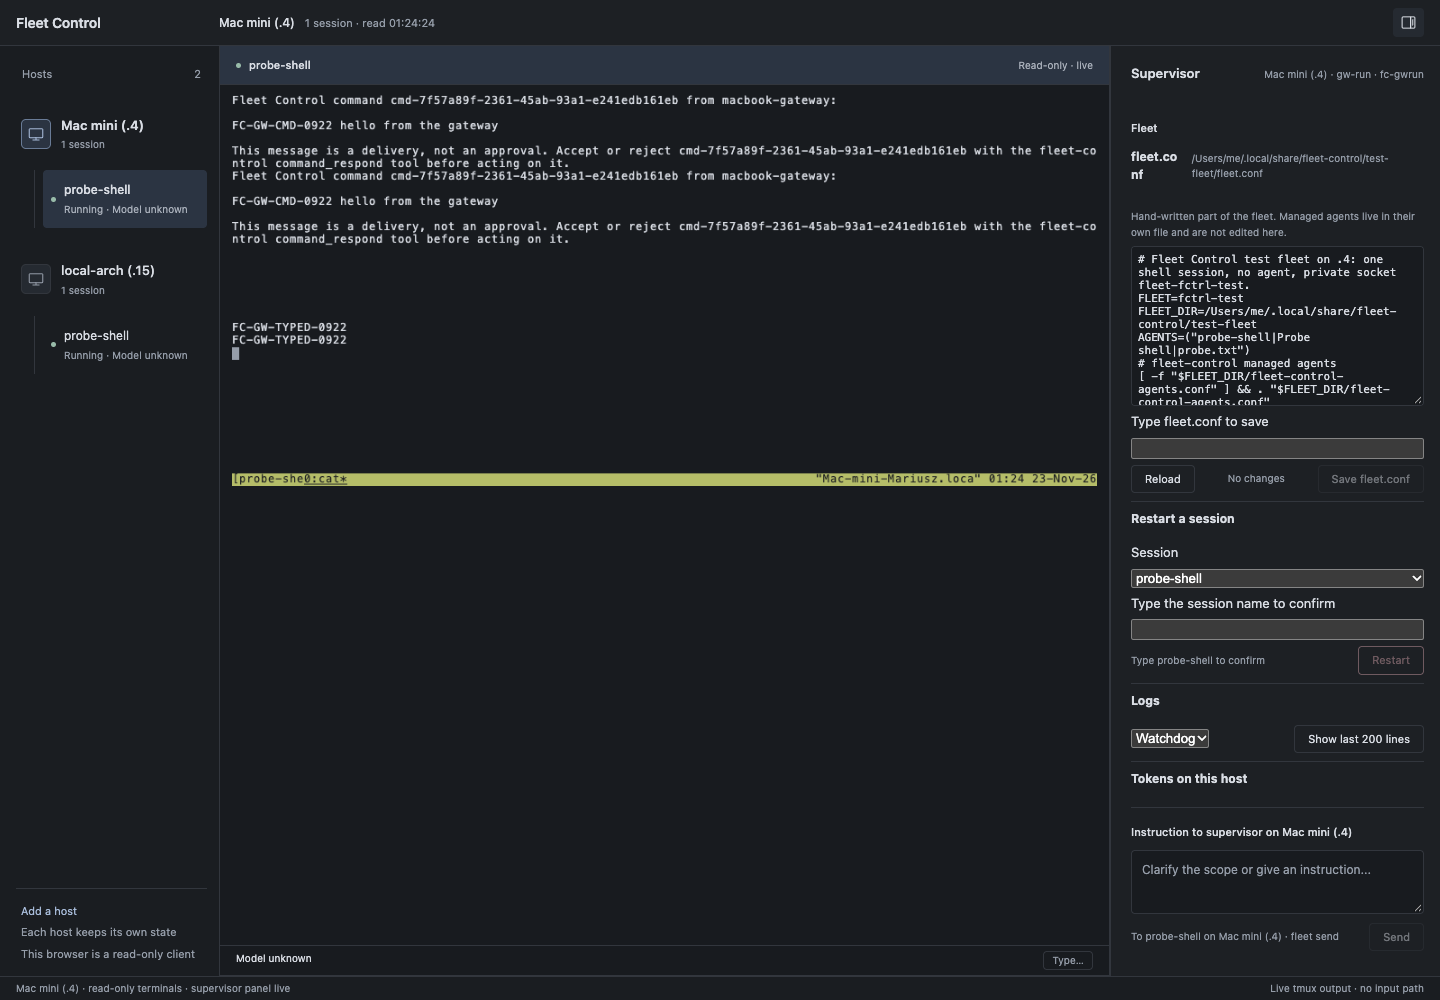 Fleet Control
Mac mini (.4) 1 session · read 01:24:24
Hosts 2
Mac mini (.4)
1 session
probe-shell
Running · Model unknown
local-arch (.15)
1 session
probe-shell
Running · Model unknown
Add a host
Each host keeps its own state
This browser is a read-only client
probe-shell Read-only · live
Fleet Control command cmd-7f57a89f-2361-45ab-93a1-e241edb161eb from macbook-gateway:
FC-GW-CMD-0922 hello from the gateway
This message is a delivery, not an approval. Accept or reject cmd-7f57a89f-2361-45ab-93a1-e241edb161eb with the fleet-co
ntrol command_respond tool before acting on it.
Fleet Control command cmd-7f57a89f-2361-45ab-93a1-e241edb161eb from macbook-gateway:
FC-GW-CMD-0922 hello from the gateway
This message is a delivery, not an approval. Accept or reject cmd-7f57a89f-2361-45ab-93a1-e241edb161eb with the fleet-co
ntrol command_respond tool before acting on it.
FC-GW-TYPED-0922
FC-GW-TYPED-0922
[probe-she0:cat* "Mac-mini-Mariusz.loca" 01:24 23-Nov-26
Model unknown Type...
Supervisor Mac mini (.4) · gw-run · fc-gwrun
Fleet
fleet.co
nf
/Users/me/.local/share/fleet-control/test-
fleet/fleet.conf
Hand-written part of the fleet. Managed agents live in their
own file and are not edited here.
# Fleet Control test fleet on .4: one
shell session, no agent, private socket
fleet-fctrl-test.
FLEET=fctrl-test
FLEET_DIR=/Users/me/.local/share/fleet-
control/test-fleet
AGENTS=("probe-shell|Probe
shell|probe.txt")
# fleet-control managed agents
[ -f "$FLEET_DIR/fleet-control-
agents.conf" ] && . "$FLEET_DIR/fleet-
control-agents.conf"
Type fleet.conf to save
Reload No changes Save fleet.conf
Restart a session
Session
probe-shell
Type the session name to confirm
Type probe-shell to confirm Restart
Logs
Watchdog Show last 200 lines
Tokens on this host
Instruction to supervisor on Mac mini (.4)
Clarify the scope or give an instruction...
To probe-shell on Mac mini (.4) · fleet send Send
Mac mini (.4) · read-only terminals · supervisor panel live
Live tmux output · no input path